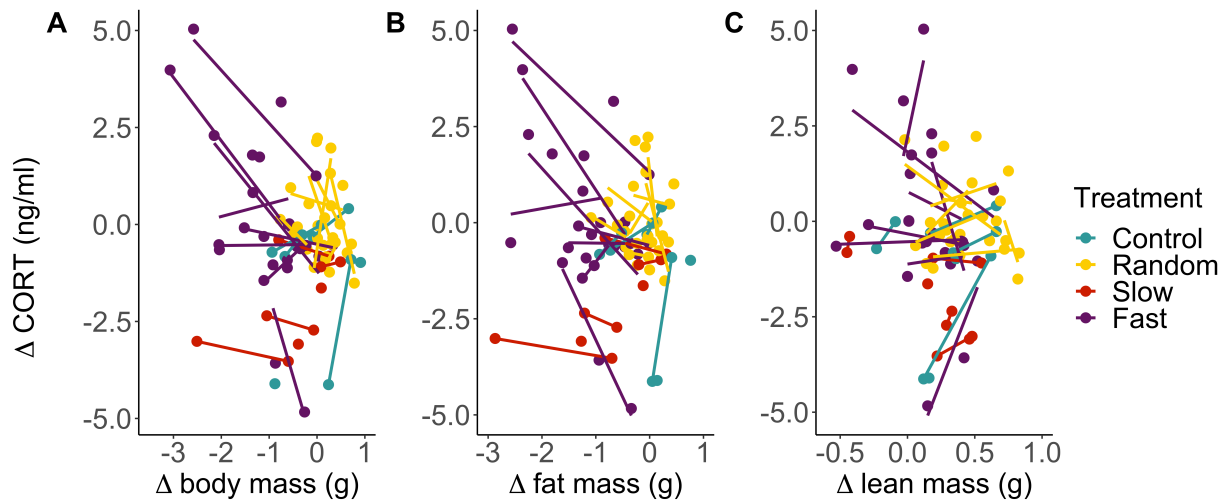 A
B
C
5.0
2.5
0.0
-2.5
-5.0
5.0
2.5
0.0
-2.5
-5.0
5.0
2.5
0.0
-2.5
-5.0
Δ CORT (ng/ml)
-3 -2 -1 0 1
-3 -2 -1 0 1
-0.5 0.0 0.5 1.0
Δ body mass (g)
Δ fat mass (g)
Δ lean mass (g)
Treatment
Control
Random
Slow
Fast